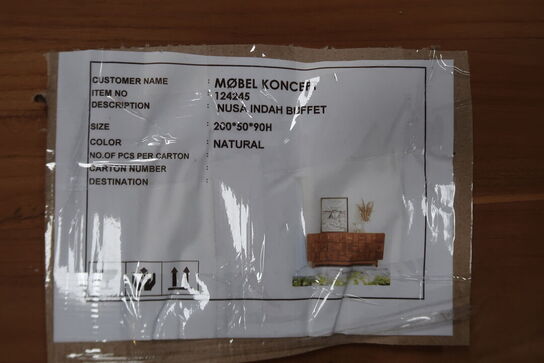 CUSTOMER NAME : MØBEL KONCEPT
ITEM NO : 124245
DESCRIPTION : NUSA INDAH BUFFET
SIZE : 200*50*90H
COLOR : NATURAL
NO.OF PCS PER CARTON :
CARTON NUMBER :
DESTINATION :